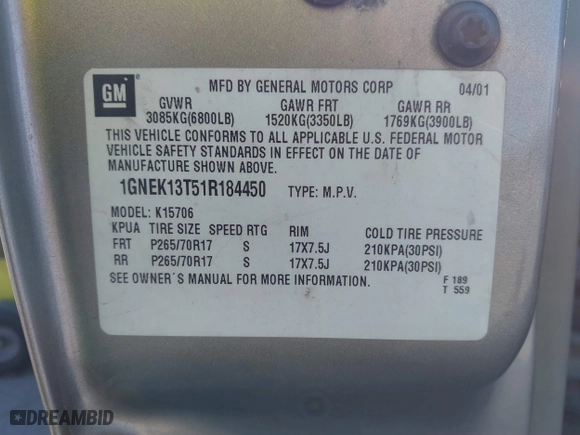 GM
MFD BY GENERAL MOTORS CORP 04/01
GVWR GAWR FRT GAWR RR
3085KG(6800LB) 1520KG(3350LB) 1769KG(3900LB)
THIS VEHICLE CONFORMS TO ALL APPLICABLE U.S. FEDERAL MOTOR
VEHICLE SAFETY STANDARDS IN EFFECT ON THE DATE OF
MANUFACTURE SHOWN ABOVE.
1GNEK13T51R184450 TYPE: M.P.V.
MODEL: K15706
KPUA TIRE SIZE SPEED RTG RIM COLD TIRE PRESSURE
FRT P265/70R17 S 17X7.5J 210KPA(30PSI)
RR P265/70R17 S 17X7.5J 210KPA(30PSI)
SEE OWNER'S MANUAL FOR MORE INFORMATION. F 189
T 559
DREAMBID